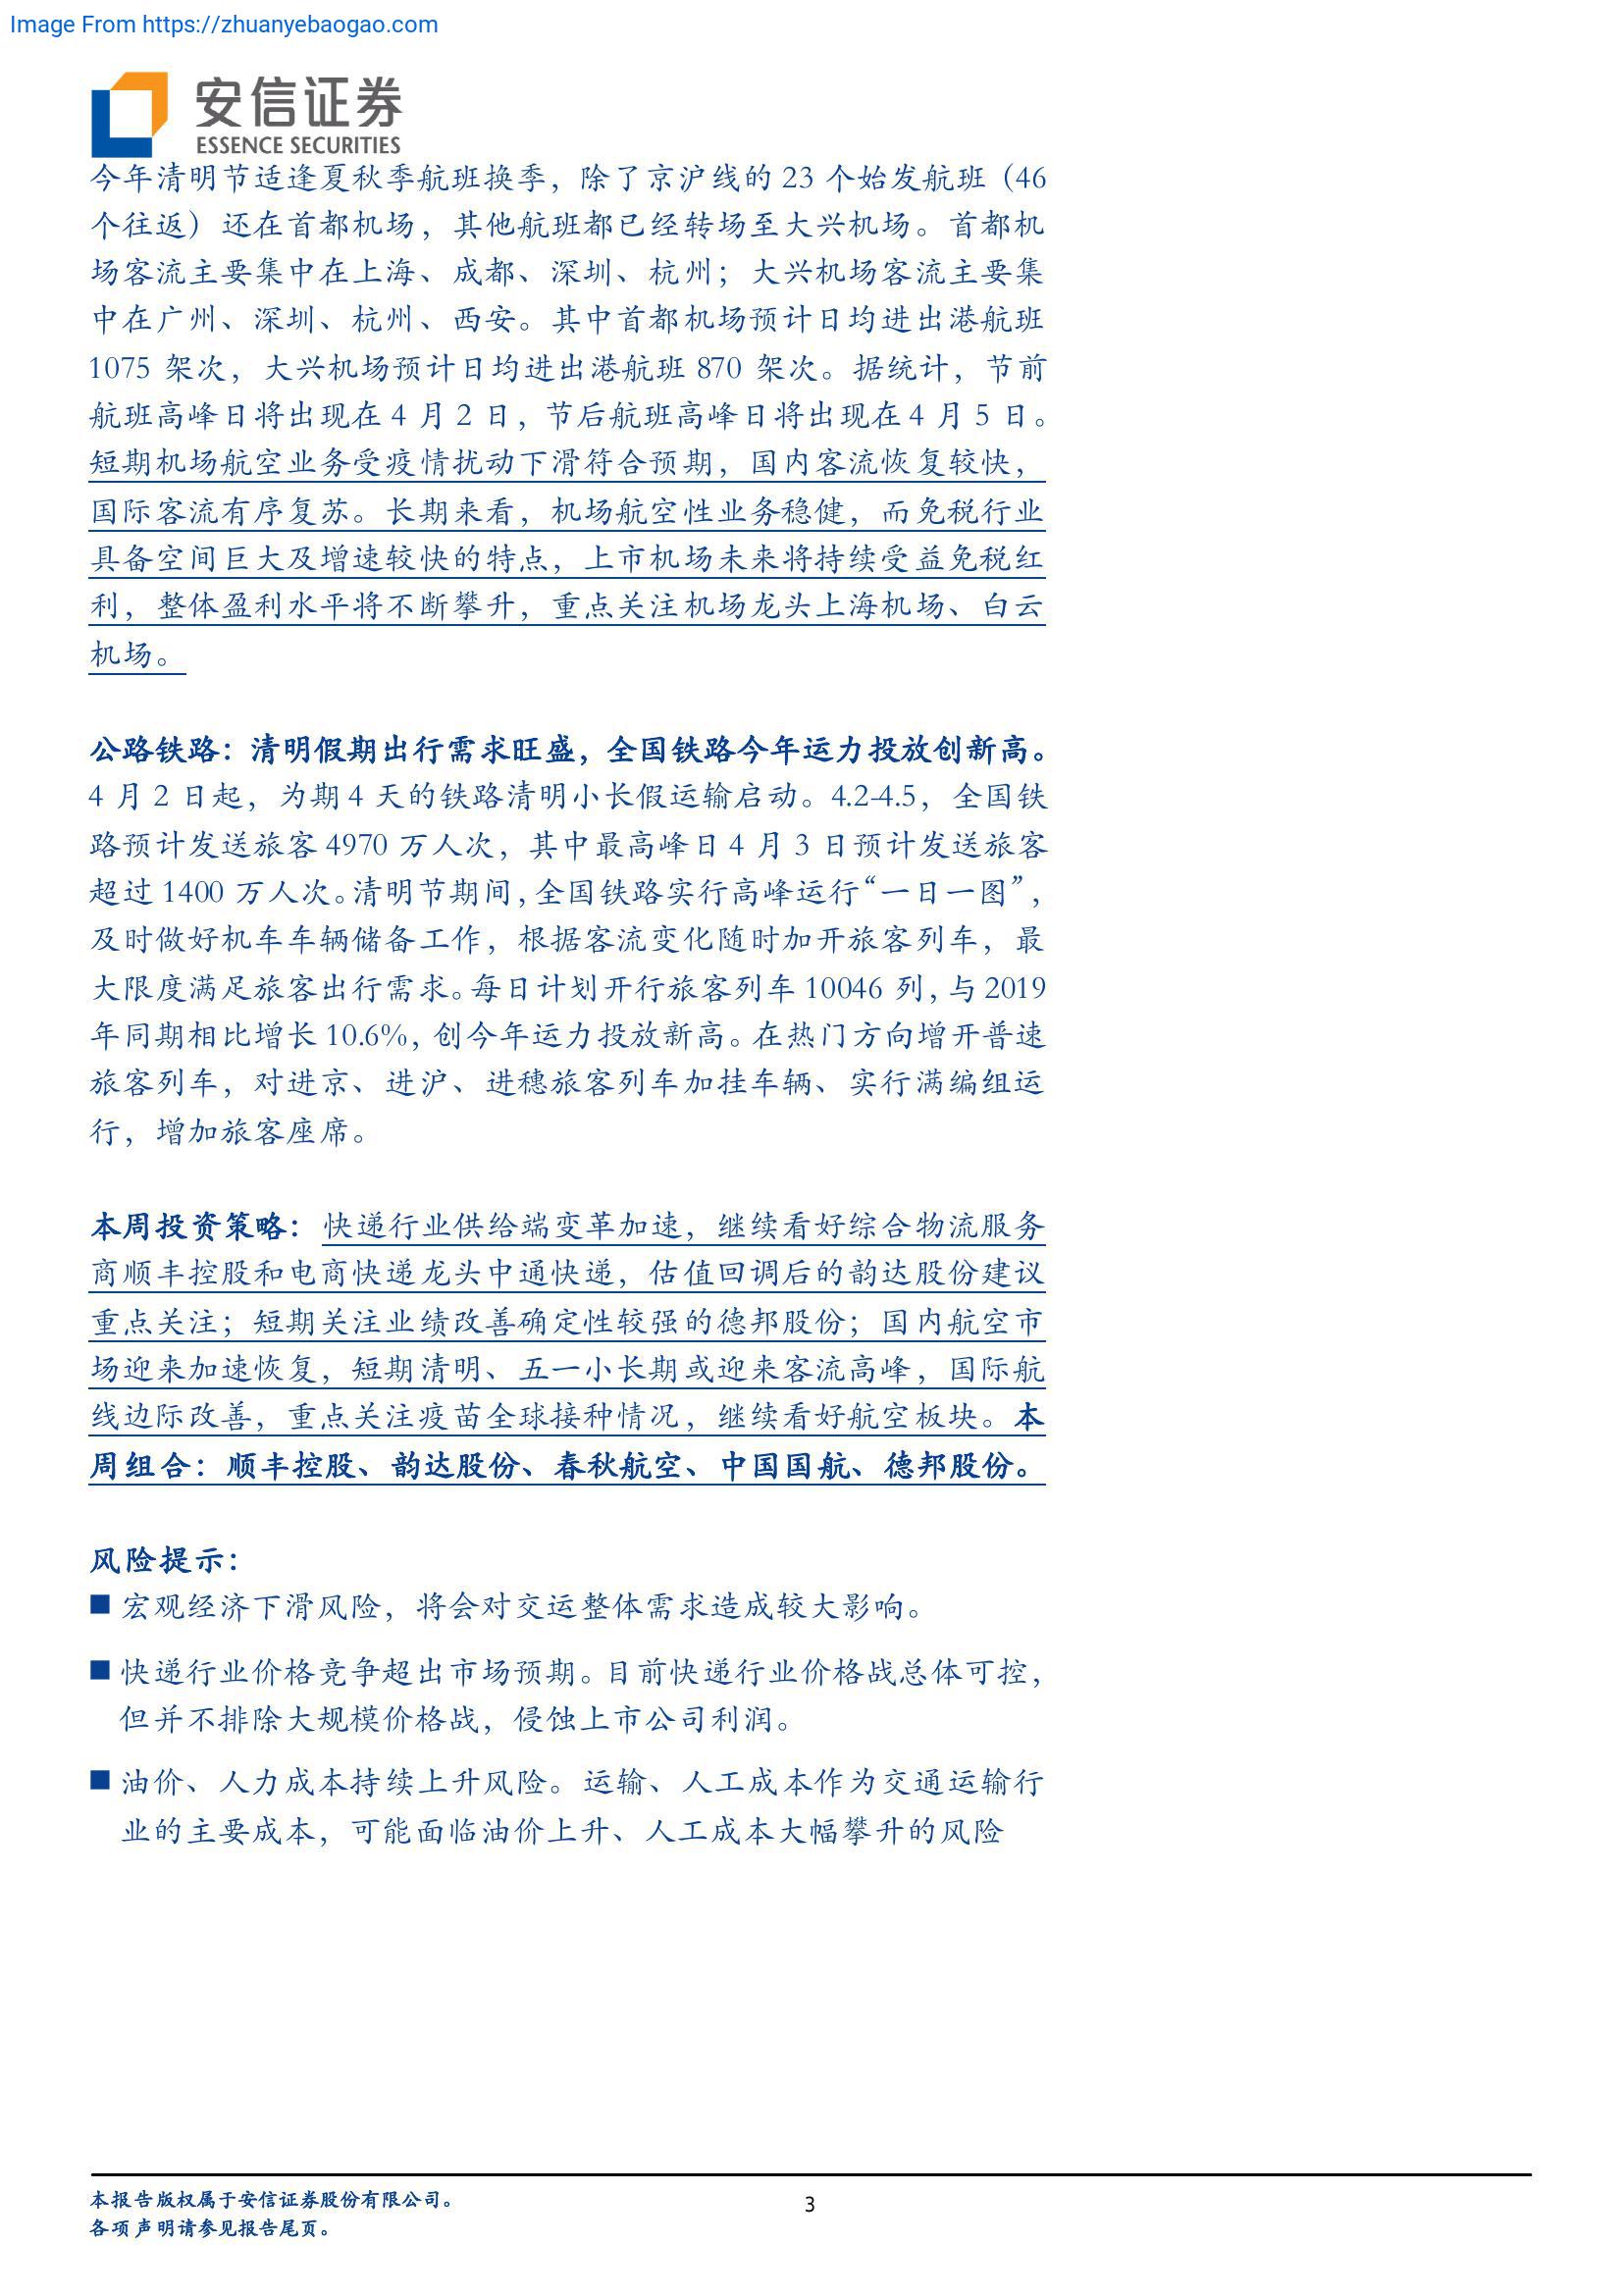 Image From https://zhuanyebaogao.com
安信证券
ESSENCE SECURITIES
今年清明节适逢夏秋季航班换季，除了京沪线的 23 个始发航班（46
个往返）还在首都机场，其他航班都已经转场至大兴机场。首都机
场客流主要集中在上海、成都、深圳、杭州；大兴机场客流主要集
中在广州、深圳、杭州、西安。其中首都机场预计日均进出港航班
1075 架次，大兴机场预计日均进出港航班 870 架次。据统计，节前
航班高峰日将出现在 4 月 2 日，节后航班高峰日将出现在 4 月 5 日。
短期机场航空业务受疫情扰动下滑符合预期，国内客流恢复较快，
国际客流有序复苏。长期来看，机场航空性业务稳健，而免税行业
具备空间巨大及增速较快的特点，上市机场未来将持续受益免税红
利，整体盈利水平将不断攀升，重点关注机场龙头上海机场、白云
机场。
公路铁路：清明假期出行需求旺盛，全国铁路今年运力投放创新高。
4 月 2 日起，为期 4 天的铁路清明小长假运输启动。4.2-4.5，全国铁
路预计发送旅客 4970 万人次，其中最高峰日 4 月 3 日预计发送旅客
超过 1400 万人次。清明节期间，全国铁路实行高峰运行“一日一图”，
及时做好机车车辆储备工作，根据客流变化随时加开旅客列车，最
大限度满足旅客出行需求。每日计划开行旅客列车 10046 列，与 2019
年同期相比增长 10.6%，创今年运力投放新高。在热门方向增开普速
旅客列车，对进京、进沪、进穗旅客列车加挂车辆、实行满编组运
行，增加旅客座席。
本周投资策略：快递行业供给端变革加速，继续看好综合物流服务
商顺丰控股和电商快递龙头中通快递，估值回调后的韵达股份建议
重点关注；短期关注业绩改善确定性较强的德邦股份；国内航空市
场迎来加速恢复，短期清明、五一小长期或迎来客流高峰，国际航
线边际改善，重点关注疫苗全球接种情况，继续看好航空板块。本
周组合：顺丰控股、韵达股份、春秋航空、中国国航、德邦股份。
风险提示：
■ 宏观经济下滑风险，将会对交运整体需求造成较大影响。
■ 快递行业价格竞争超出市场预期。目前快递行业价格战总体可控，
但并不排除大规模价格战，侵蚀上市公司利润。
■ 油价、人力成本持续上升风险。运输、人工成本作为交通运输行
业的主要成本，可能面临油价上升、人工成本大幅攀升的风险
本报告版权属于安信证券股份有限公司。
3
各项声明请参见报告尾页。